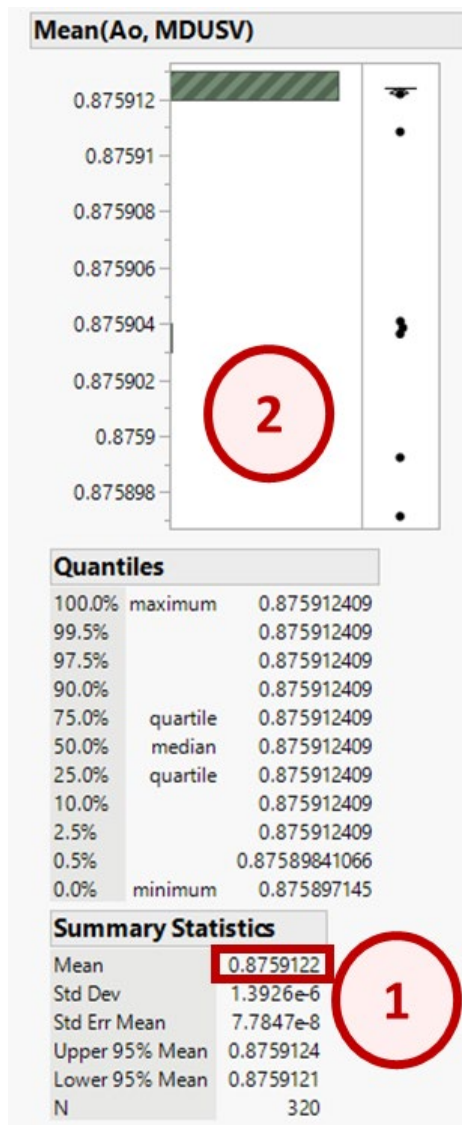 Mean(Ao, MDUSV)
0.875912
0.87591
0.875908
0.875906
0.875904
0.875902
0.8759
0.875898
2
Quantiles
100.0% maximum 0.875912409
99.5% 0.875912409
97.5% 0.875912409
90.0% 0.875912409
75.0% quartile 0.875912409
50.0% median 0.875912409
25.0% quartile 0.875912409
10.0% 0.875912409
2.5% 0.875912409
0.5% 0.87589841066
0.0% minimum 0.875897145
Summary Statistics
Mean 0.8759122
Std Dev 1.3926e-6
Std Err Mean 7.7847e-8
Upper 95% Mean 0.8759124
Lower 95% Mean 0.8759121
N 320
1